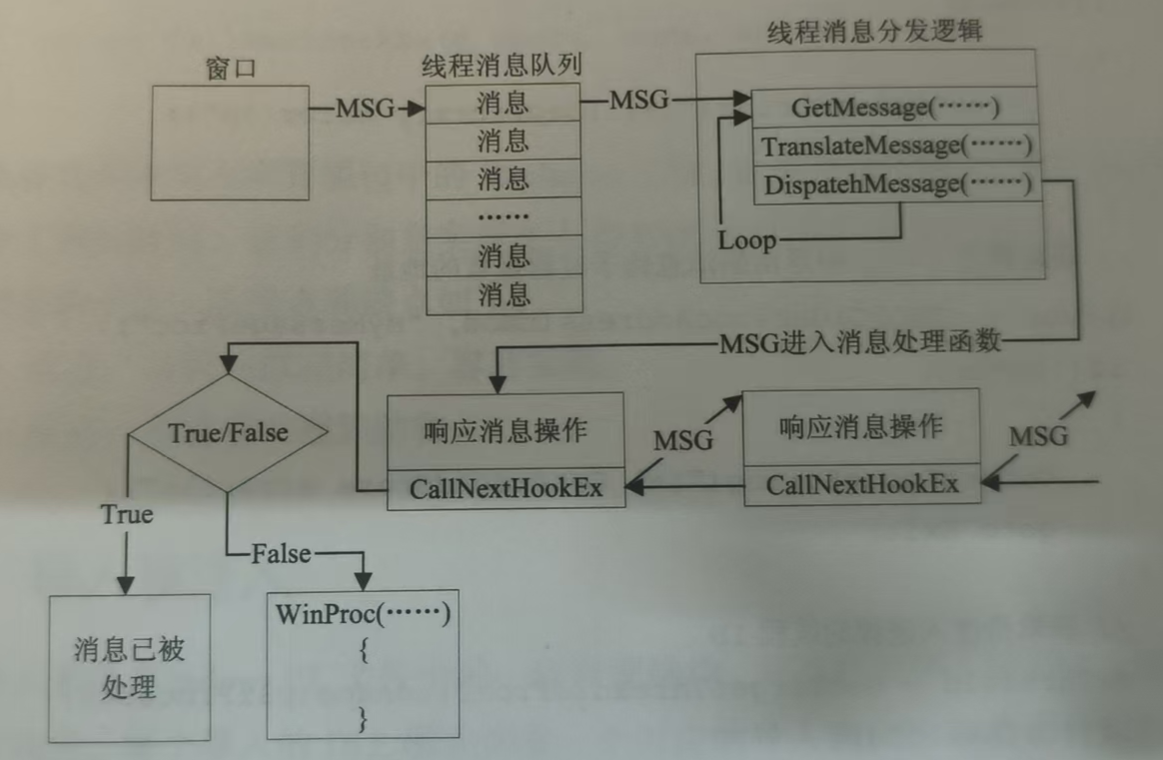 窗口
线程消息队列
线程消息分发逻辑
MSG
消息
消息
消息
……
消息
消息
MSG
GetMessage(……)
TranslateMessage(……)
DispatehMessage(……)
Loop
MSG进入消息处理函数
True/False
响应消息操作
CallNextHookEx
MSG
响应消息操作
CallNextHookEx
MSG
True
False
消息已被
处理
WinProc(……)
{
}